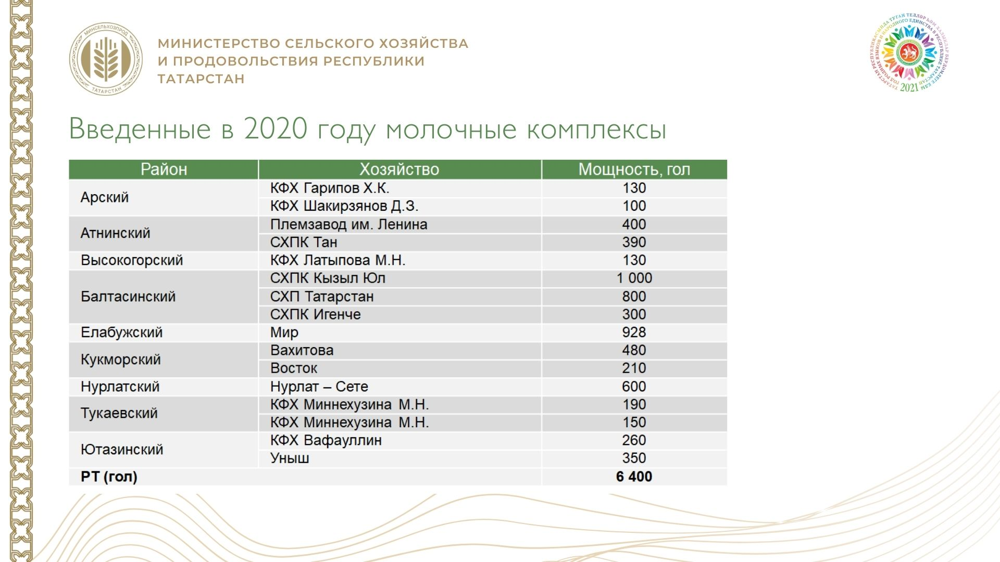 МИНСЕЛЬХОЗПРОД
ТАТАРСТАН
МИНИСТЕРСТВО СЕЛЬСКОГО ХОЗЯЙСТВА
И ПРОДОВОЛЬСТВИЯ РЕСПУБЛИКИ
ТАТАРСТАН
ТАТАРСТАН РЕСПУБЛИКАСЫНДА ТУГАН ТЕЛЛӘР ҺӘМ ХАЛЫКЛАР БЕРДӘМЛЕГЕ ЕЛЫ
ГОД РОДНЫХ ЯЗЫКОВ И НАРОДНОГО ЕДИНСТВА В РЕСПУБЛИКЕ ТАТАРСТАН
2021
Введенные в 2020 году молочные комплексы
Район Хозяйство Мощность, гол
Арский КФХ Гарипов Х.К. 130
КФХ Шакирзянов Д.З. 100
Атнинский Племзавод им. Ленина 400
СХПК Тан 390
Высокогорский КФХ Латыпова М.Н. 130
Балтасинский СХПК Кызыл Юл 1 000
СХП Татарстан 800
СХПК Игенче 300
Елабужский Мир 928
Кукморский Вахитова 480
Восток 210
Нурлатский Нурлат – Сете 600
Тукаевский КФХ Миннехузина М.Н. 190
КФХ Миннехузина М.Н. 150
Ютазинский КФХ Вафауллин 260
Уныш 350
РТ (гол) 6 400